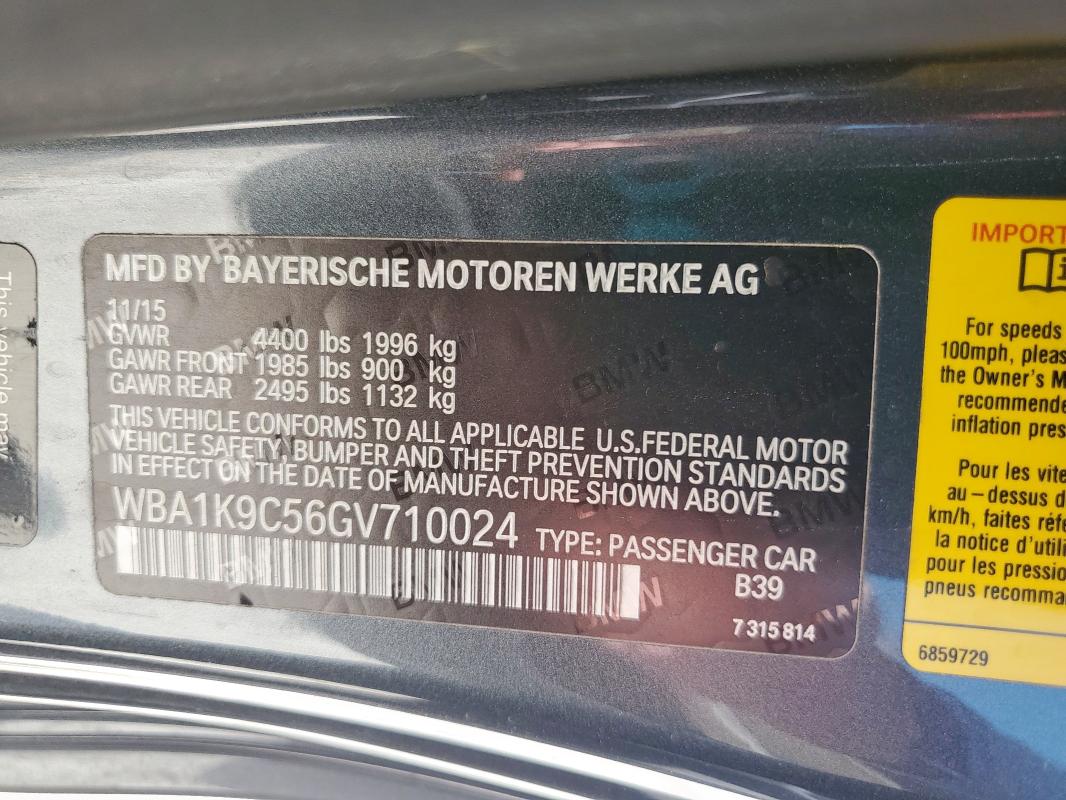 This vehicle may
MFD BY BAYERISCHE MOTOREN WERKE AG
11/15
GVWR 4400 lbs 1996 kg
GAWR FRONT 1985 lbs 900 kg
GAWR REAR 2495 lbs 1132 kg
THIS VEHICLE CONFORMS TO ALL APPLICABLE U.S.FEDERAL MOTOR
VEHICLE SAFETY, BUMPER AND THEFT PREVENTION STANDARDS
IN EFFECT ON THE DATE OF MANUFACTURE SHOWN ABOVE.
WBA1K9C56GV710024 TYPE: PASSENGER CAR
B39
7 315 814
IMPORT
For speeds
100mph, pleas
the Owner's M
recommende
inflation pres
Pour les vite
au-dessus d
km/h, faites réfé
la notice d'utili
pour les pressio
pneus recomma
6859729